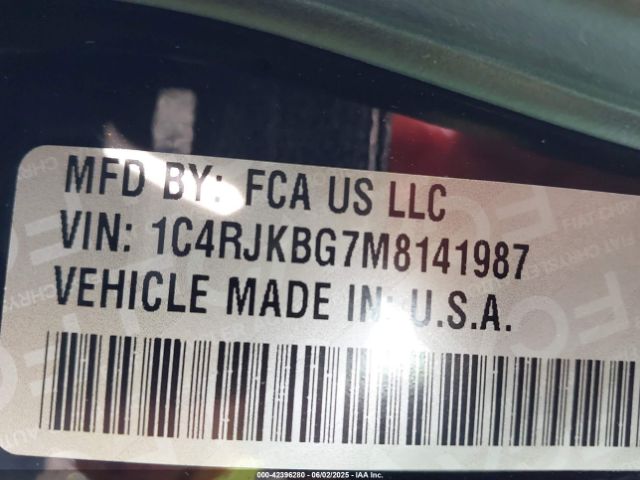 MFD BY: FCA US LLC
VIN: 1C4RJKBG7M8141987
VEHICLE MADE IN: U.S.A.
000-42396280 - 06/02/2025 - IAA Inc.